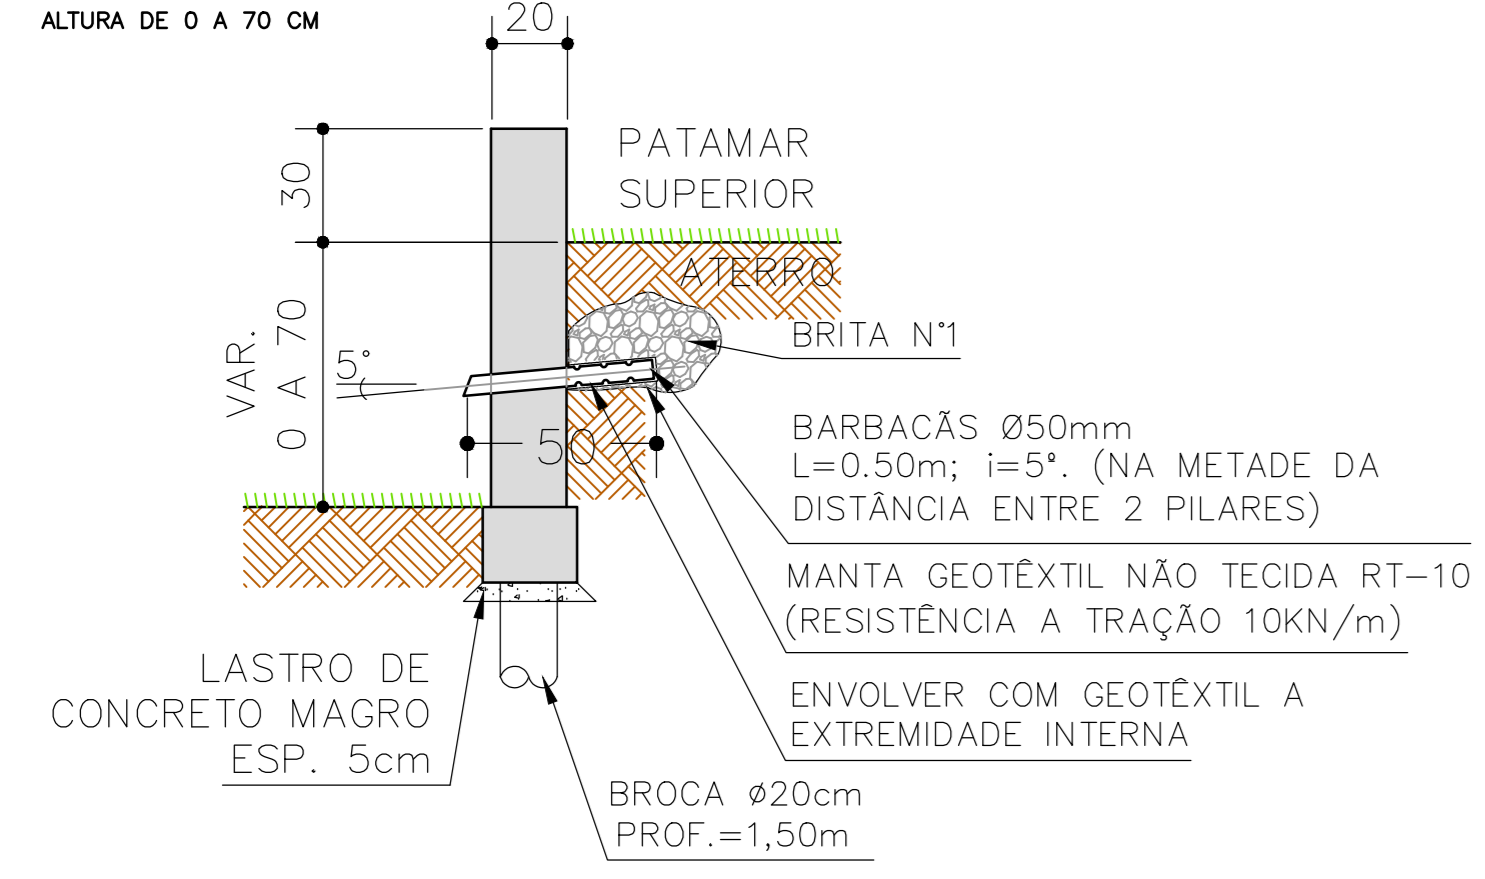 ALTURA DE 0 A 70 CM
20
PATAMAR
SUPERIOR
30
ATERRO
VAR.
0 A 70
5°
BRITA N°1
50
BARBACÃS Ø50mm
L=0.50m; i=5º. (NA METADE DA
DISTÂNCIA ENTRE 2 PILARES)
MANTA GEOTÊXTIL NÃO TECIDA RT-10
(RESISTÊNCIA A TRAÇÃO 10KN/m)
LASTRO DE
CONCRETO MAGRO
ESP. 5cm
ENVOLVER COM GEOTÊXTIL A
EXTREMIDADE INTERNA
BROCA ø20cm
PROF.=1,50m